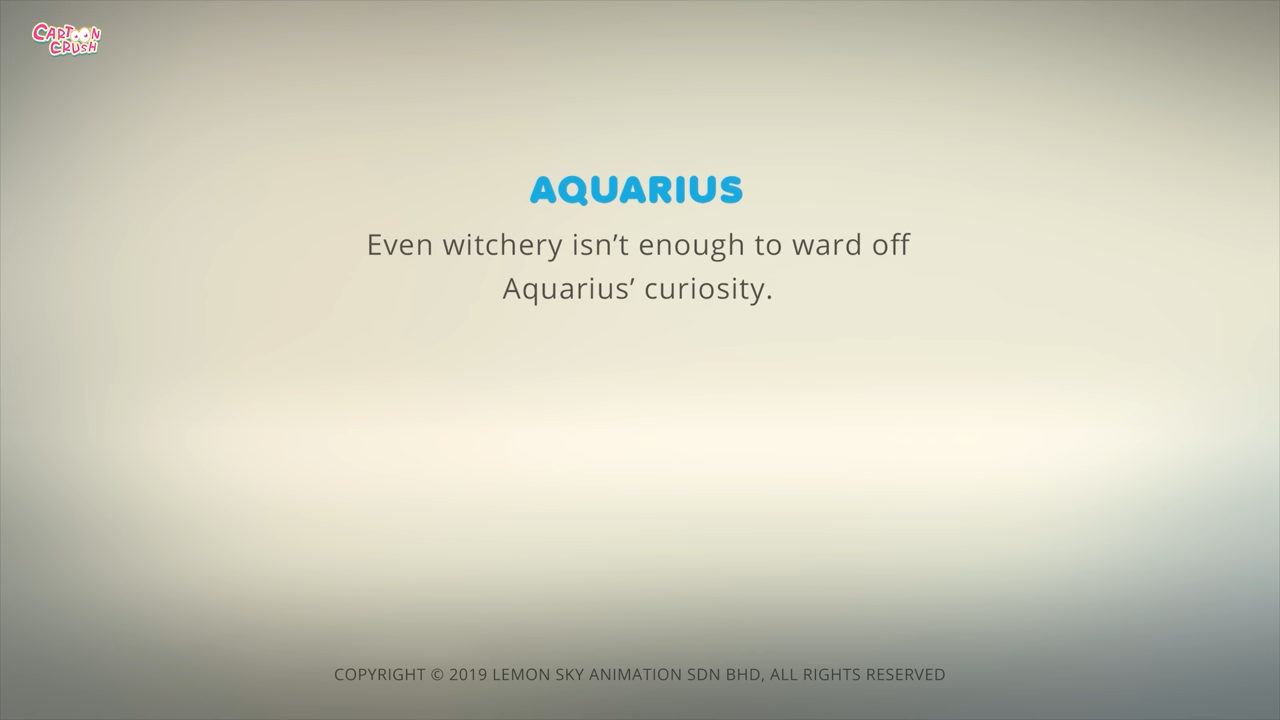 CARTOON
CRUSH
AQUARIUS
Even witchery isn’t enough to ward off
Aquarius’ curiosity.
COPYRIGHT © 2019 LEMON SKY ANIMATION SDN BHD, ALL RIGHTS RESERVED